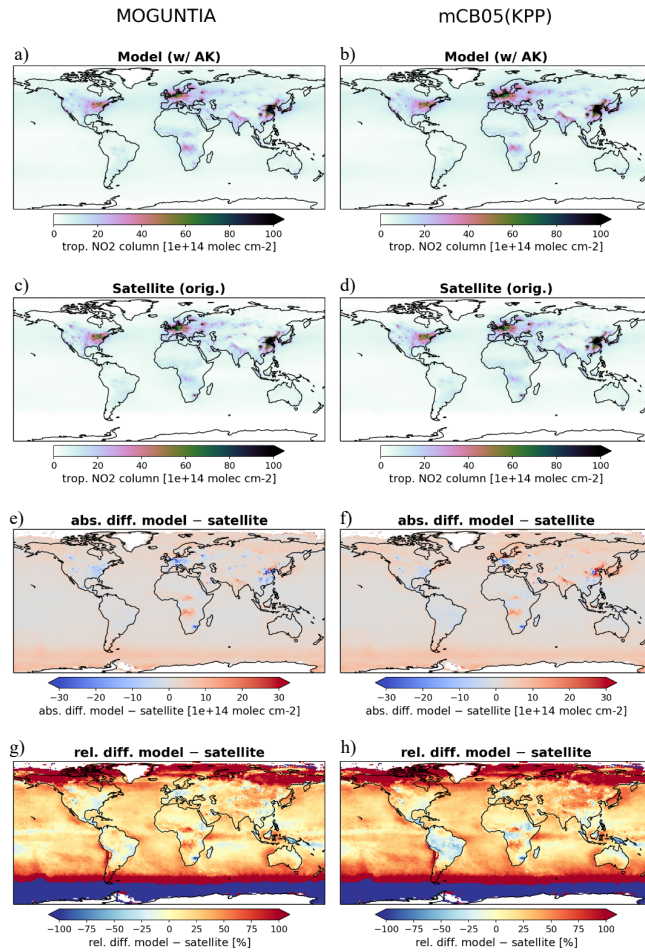 MOGUNTIA mCB05(KPP)
a) Model (w/ AK) b) Model (w/ AK)
0 20 40 60 80 100 0 20 40 60 80 100
trop. NO2 column [1e+14 molec cm-2] trop. NO2 column [1e+14 molec cm-2]
c) Satellite (orig.) d) Satellite (orig.)
0 20 40 60 80 100 0 20 40 60 80 100
trop. NO2 column [1e+14 molec cm-2] trop. NO2 column [1e+14 molec cm-2]
e) abs. diff. model − satellite f) abs. diff. model − satellite
−30 −20 −10 0 10 20 30 −30 −20 −10 0 10 20 30
abs. diff. model − satellite [1e+14 molec cm-2] abs. diff. model − satellite [1e+14 molec cm-2]
g) rel. diff. model − satellite h) rel. diff. model − satellite
−100 −75 −50 −25 0 25 50 75 100 −100 −75 −50 −25 0 25 50 75 100
rel. diff. model − satellite [%] rel. diff. model − satellite [%]